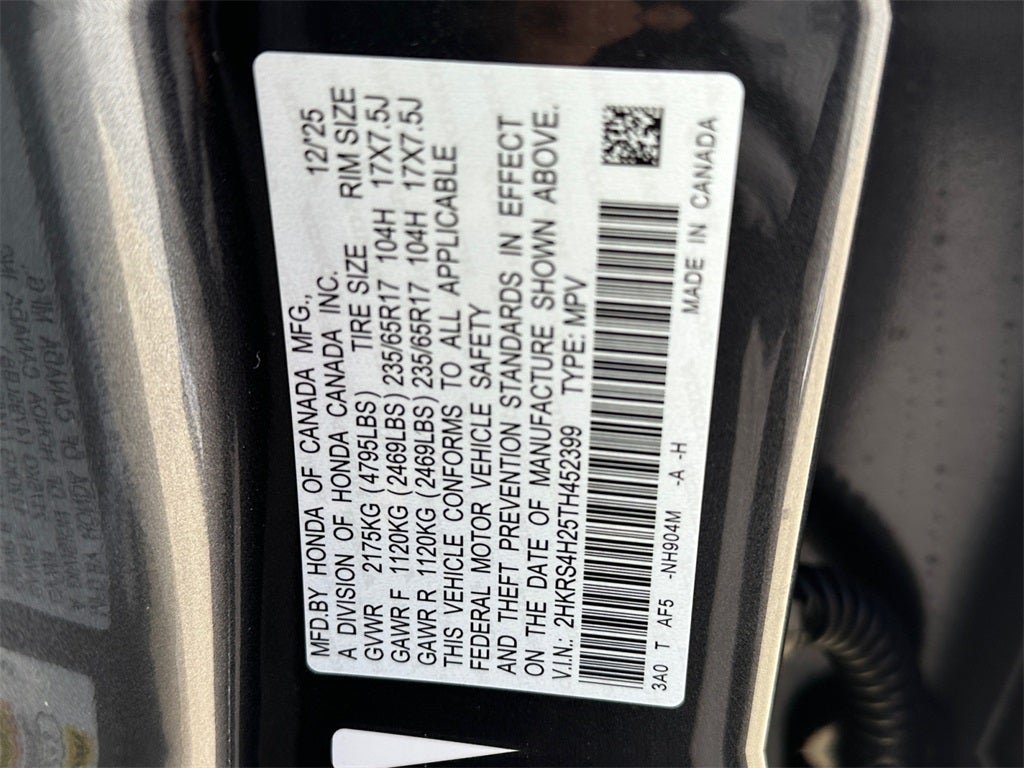 MFD.BY HONDA OF CANADA MFG., 12/25
A DIVISION OF HONDA CANADA INC.
GVWR 2175KG (4795LBS) TIRE SIZE RIM SIZE
GAWR F 1120KG (2469LBS) 235/65R17 104H 17X7.5J
GAWR R 1120KG (2469LBS) 235/65R17 104H 17X7.5J
THIS VEHICLE CONFORMS TO ALL APPLICABLE
FEDERAL MOTOR VEHICLE SAFETY
AND THEFT PREVENTION STANDARDS IN EFFECT
ON THE DATE OF MANUFACTURE SHOWN ABOVE.
V.I.N.: 2HKRS4H25TH452399 TYPE: MPV
3A0 T AF5 -NH904M -A -H MADE IN CANADA